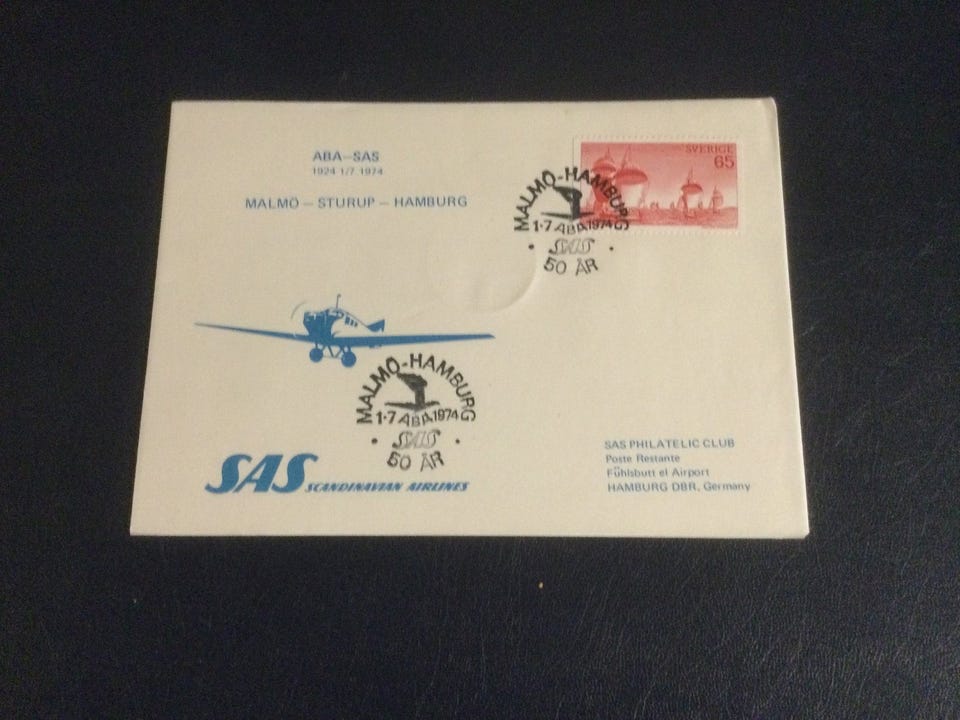 ABA–SAS
1924 1/7 1974
MALMÖ – STURUP – HAMBURG
SVERIGE
65
MALMÖ-HAMBURG
1·7 ABA 1974
SAS
50 ÅR
MALMÖ-HAMBURG
1·7 ABA 1974
SAS
50 ÅR
SAS SCANDINAVIAN AIRLINES
SAS PHILATELIC CLUB
Poste Restante
Fühlsbutt el Airport
HAMBURG DBR, Germany